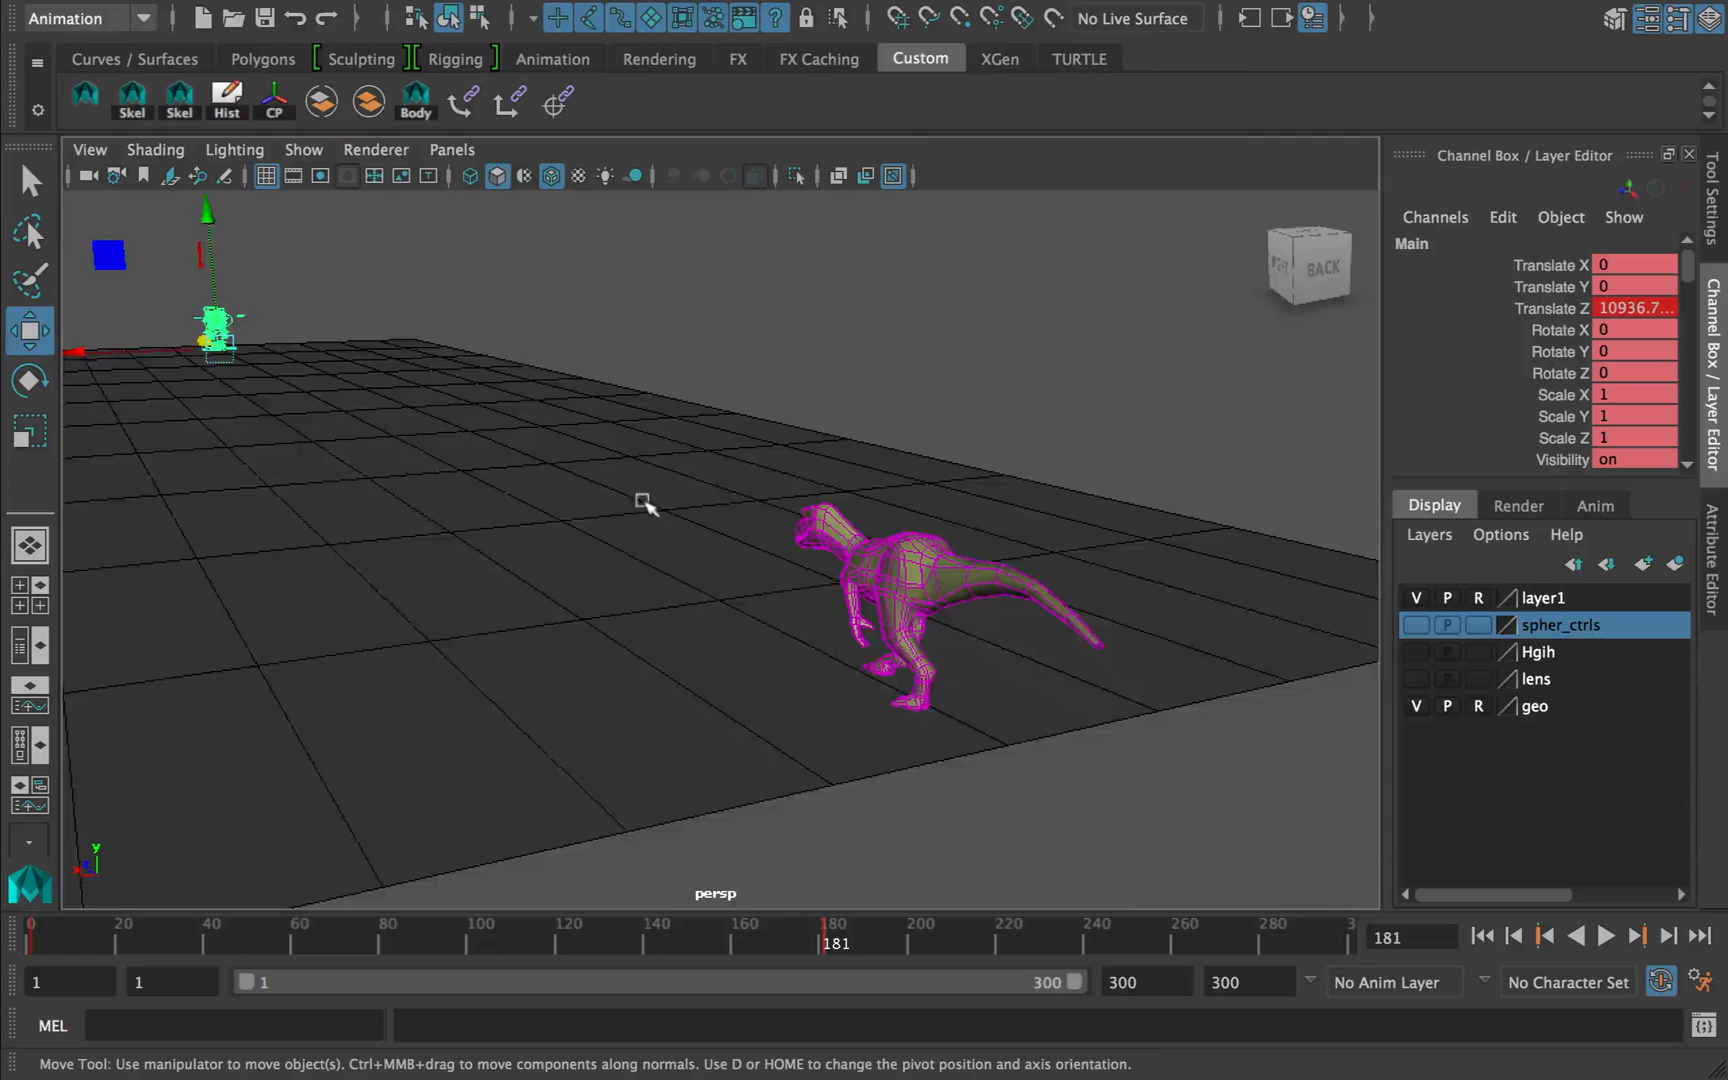 Animation
No Live Surface
Curves / Surfaces Polygons Sculpting Rigging Animation Rendering FX FX Caching Custom XGen TURTLE
Skel Skel Hist CP Body
View Shading Lighting Show Renderer Panels
BACK
persp
y
Channel Box / Layer Editor
Channels Edit Object Show
Main
Translate X 0
Translate Y 0
Translate Z 10936.7...
Rotate X 0
Rotate Y 0
Rotate Z 0
Scale X 1
Scale Y 1
Scale Z 1
Visibility on
Display Render Anim
Layers Options Help
V P R layer1
P spher_ctrls
P Hgih
P lens
V P R geo
Tool Settings
Channel Box / Layer Editor
Attribute Editor
0 20 40 60 80 100 120 140 160 180 200 220 240 260 280 3
181
181
1 1 1 300 300 300 No Anim Layer No Character Set
MEL
Move Tool: Use manipulator to move object(s). Ctrl+MMB+drag to move components along normals. Use D or HOME to change the pivot position and axis orientation.